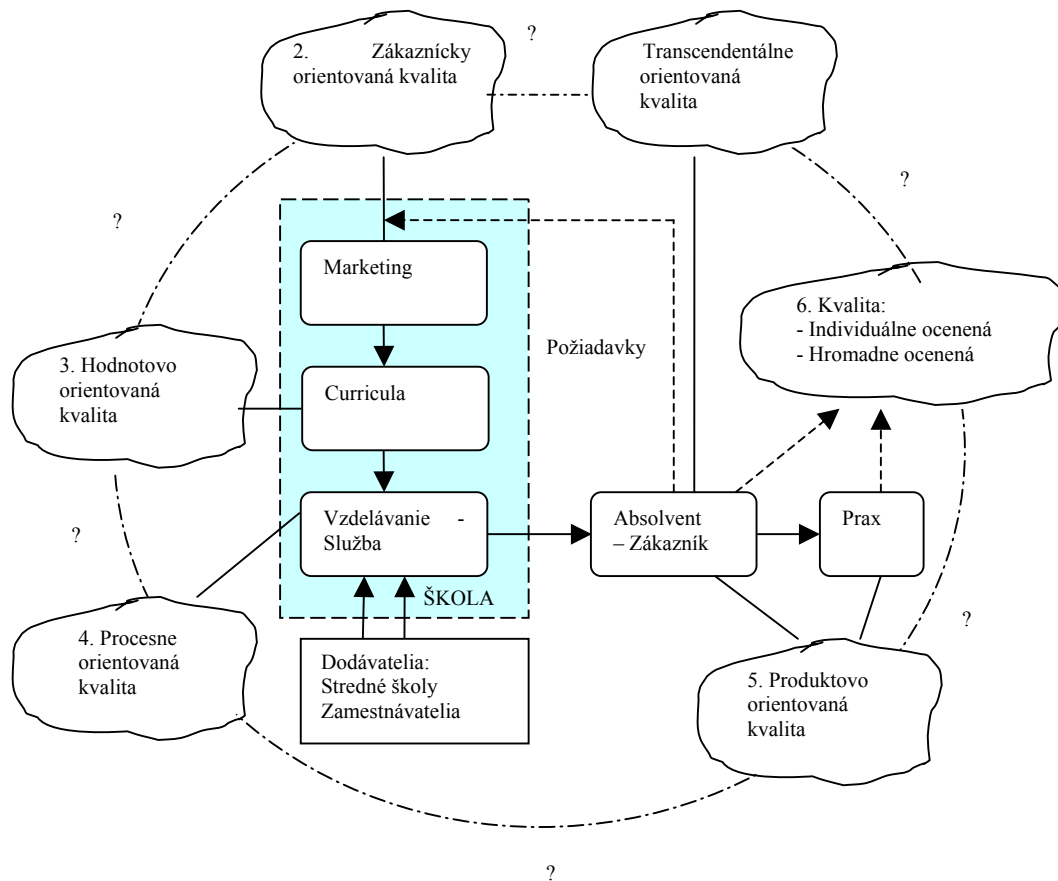 ?
2. Zákaznícky
orientovaná kvalita
Transcendentálne
orientovaná
kvalita
?
?
Marketing
6. Kvalita:
- Individuálne ocenená
- Hromadne ocenená
Požiadavky
3. Hodnotovo
orientovaná
kvalita
Curricula
?
Vzdelávanie -
Služba
Absolvent
– Zákazník
Prax
ŠKOLA
?
4. Procesne
orientovaná
kvalita
Dodávatelia:
Stredné školy
Zamestnávatelia
5. Produktovo
orientovaná
kvalita
?